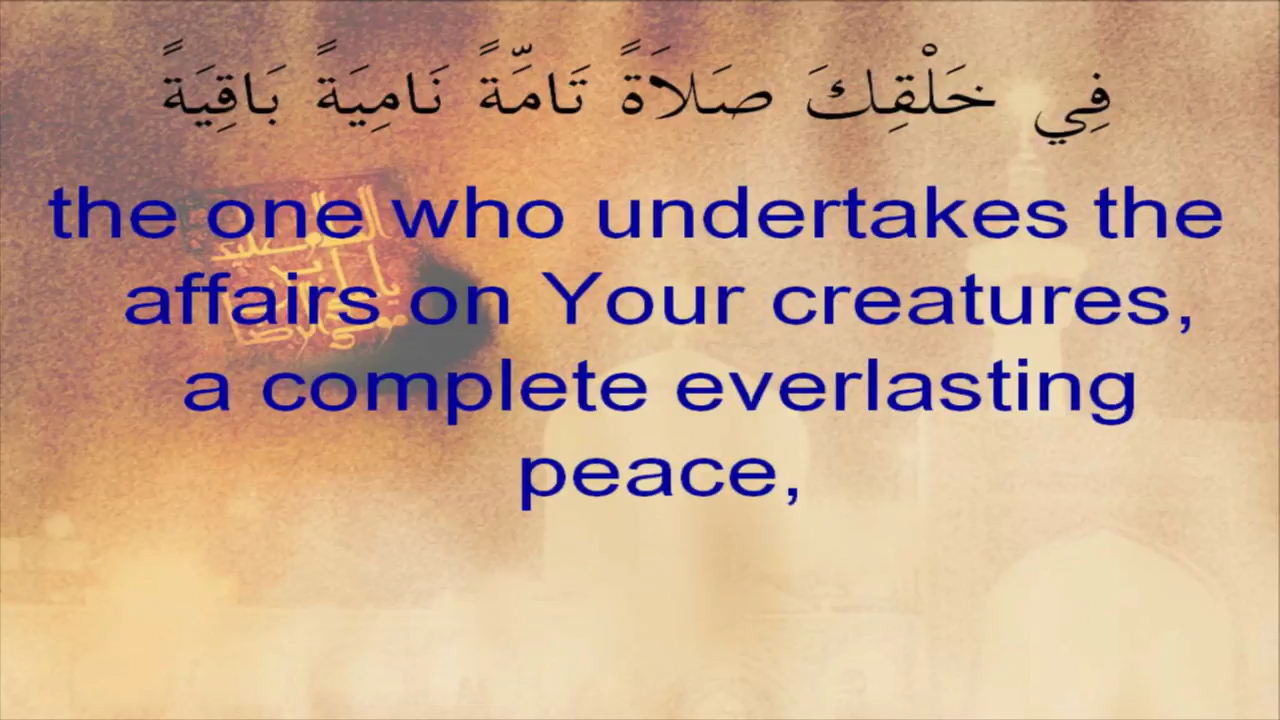 فِي خَلْقِكَ صَلاَةً تَامَّةً نَامِيَةً بَاقِيَةً
the one who undertakes the
affairs on Your creatures,
a complete everlasting
peace,